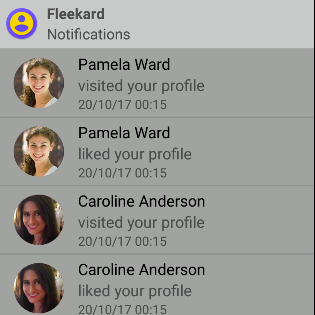 Fleekard
Notifications
Pamela Ward
visited your profile
20/10/17 00:15
Pamela Ward
liked your profile
20/10/17 00:15
Caroline Anderson
visited your profile
20/10/17 00:15
Caroline Anderson
liked your profile
20/10/17 00:15